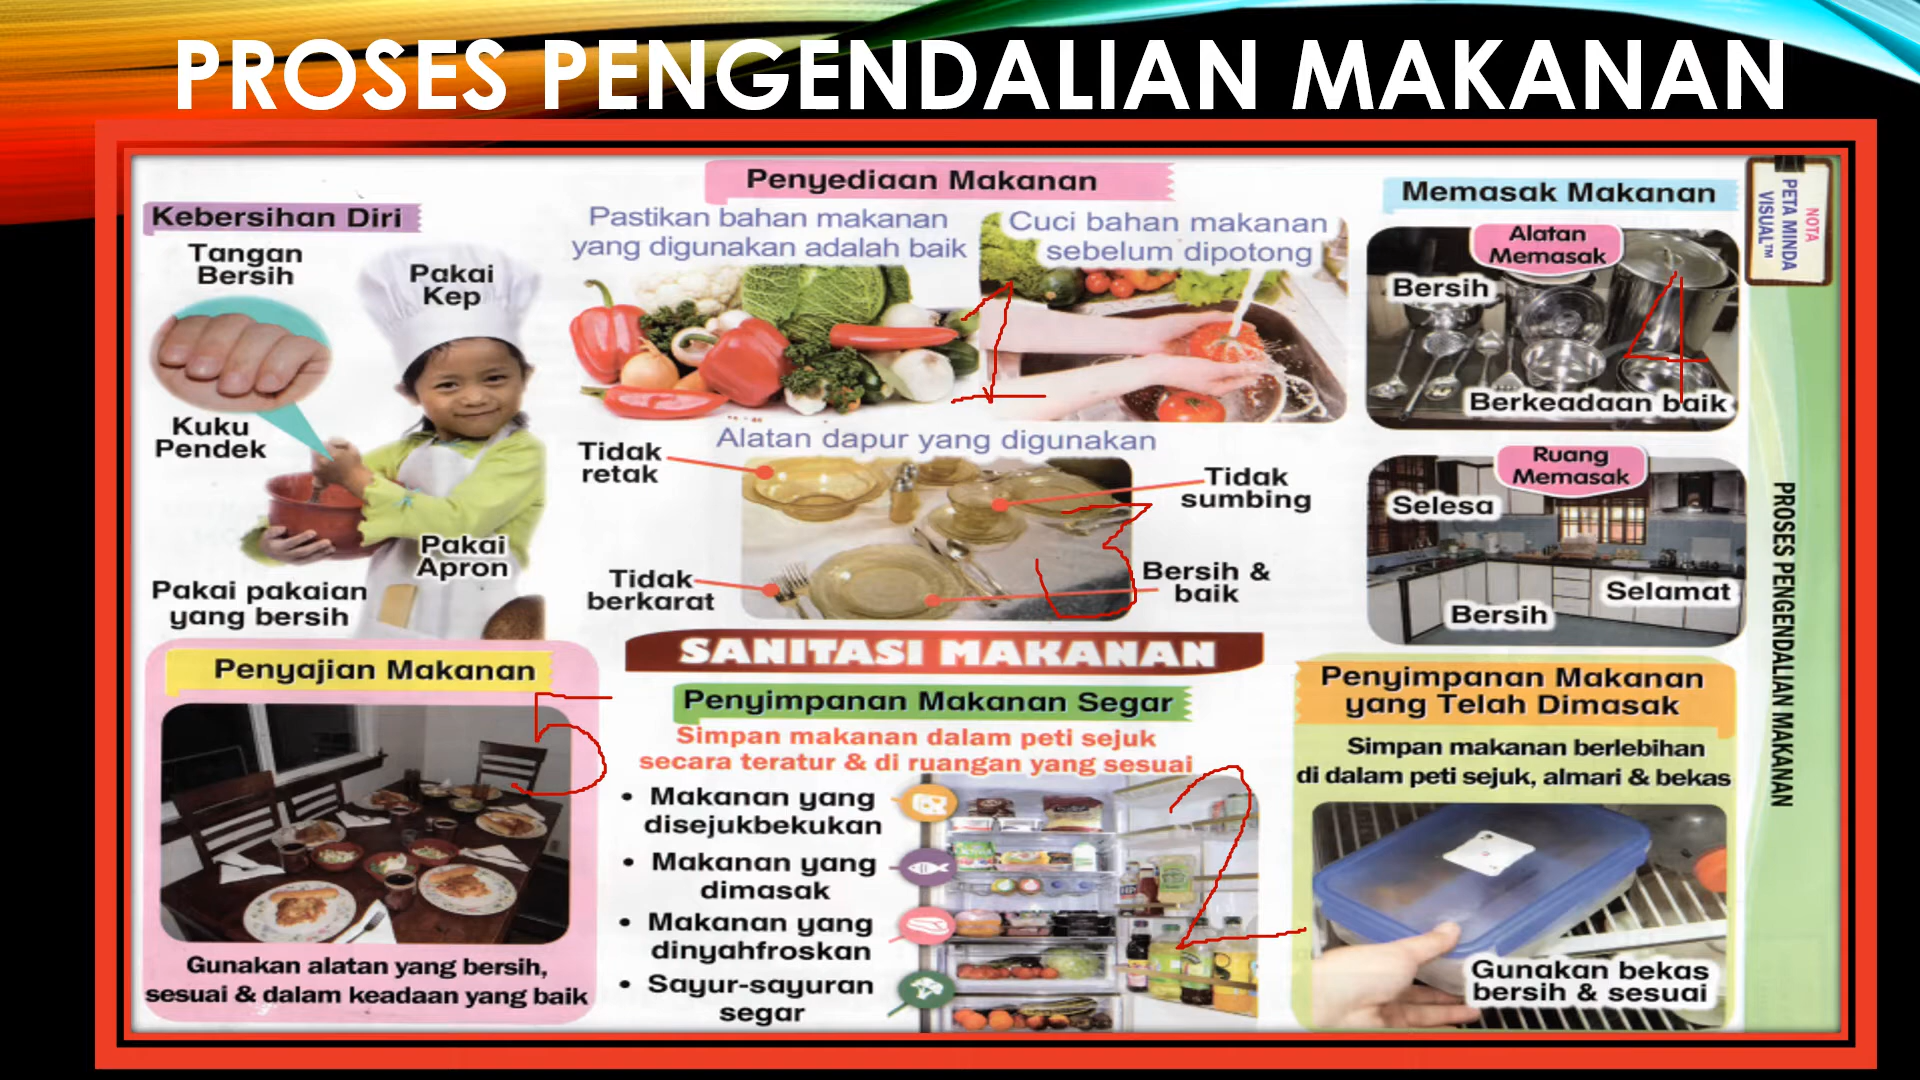 PROSES PENGENDALIAN MAKANAN
Penyediaan Makanan
Kebersihan Diri
Tangan
Bersih
Pakai
Kep
Kuku
Pendek
Pakai
Apron
Pakai pakaian
yang bersih
Pastikan bahan makanan
yang digunakan adalah baik
Cuci bahan makanan
sebelum dipotong
1
Alatan dapur yang digunakan
Tidak
retak
Tidak
sumbing
Tidak
berkarat
Bersih &
baik
3
Memasak Makanan
Alatan
Memasak
Bersih
4
Berkeadaan baik
Ruang
Memasak
Selesa
Selamat
Bersih
NOTA
PETA MINDA
VISUAL™
PROSES PENGENDALIAN MAKANAN
SANITASI MAKANAN
Penyajian Makanan
5
Gunakan alatan yang bersih,
sesuai & dalam keadaan yang baik
Penyimpanan Makanan Segar
Simpan makanan dalam peti sejuk
secara teratur & di ruangan yang sesuai
• Makanan yang
disejukbekukan
• Makanan yang
dimasak
• Makanan yang
dinyahfroskan
• Sayur-sayuran
segar
2
Penyimpanan Makanan
yang Telah Dimasak
Simpan makanan berlebihan
di dalam peti sejuk, almari & bekas
Gunakan bekas
bersih & sesuai